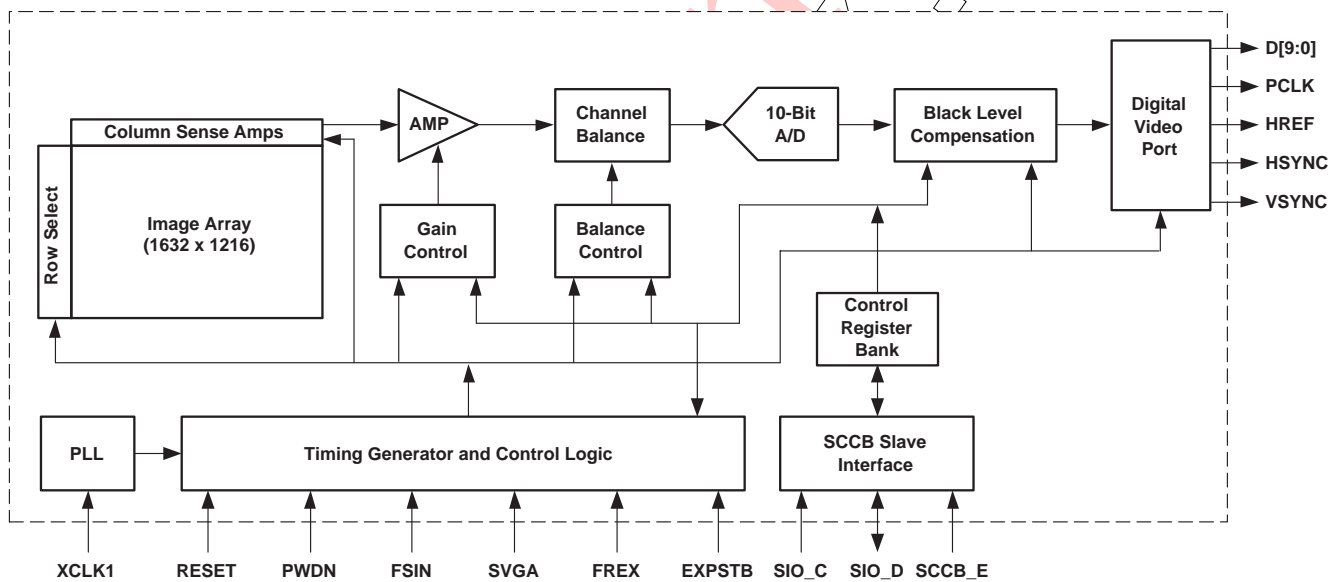 D[9:0]
PCLK
HREF
HSYNC
VSYNC
Column Sense Amps
Row Select
Image Array
(1632 x 1216)
AMP
Channel
Balance
10-Bit
A/D
Black Level
Compensation
Digital
Video
Port
Gain
Control
Balance
Control
Control
Register
Bank
PLL
Timing Generator and Control Logic
SCCB Slave
Interface
XCLK1
RESET
PWDN
FSIN
SVGA
FREX
EXPSTB
SIO_C
SIO_D
SCCB_E